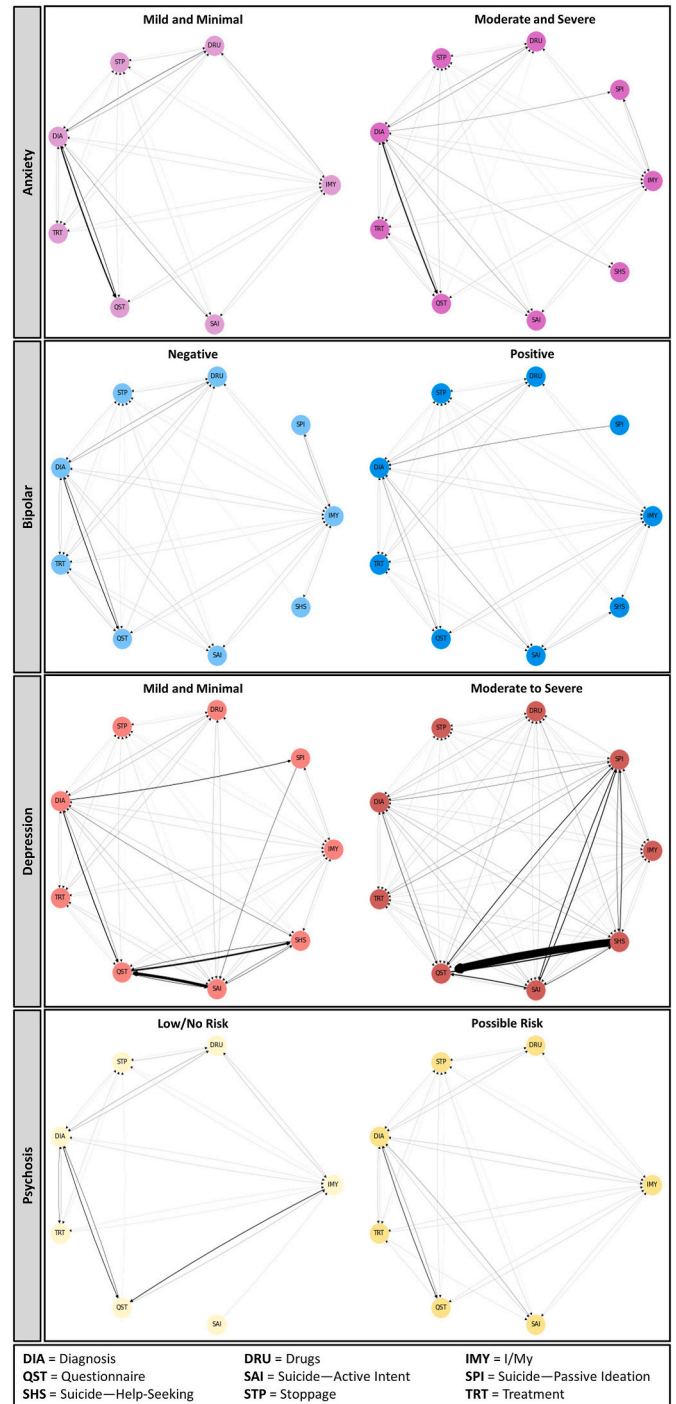 Anxiety
Mild and Minimal
STP
DRU
DIA
IMY
TRT
QST
SAI
Moderate and Severe
STP
DRU
SPI
DIA
IMY
TRT
SHS
QST
SAI
Bipolar
Negative
STP
DRU
SPI
DIA
IMY
TRT
SHS
QST
SAI
Positive
STP
DRU
SPI
DIA
IMY
TRT
SHS
QST
SAI
Depression
Mild and Minimal
STP
DRU
SPI
DIA
IMY
TRT
SHS
QST
SAI
Moderate to Severe
STP
DRU
SPI
DIA
IMY
TRT
SHS
QST
SAI
Psychosis
Low/No Risk
STP
DRU
DIA
IMY
TRT
QST
SAI
Possible Risk
STP
DRU
DIA
IMY
TRT
QST
SAI
DIA = Diagnosis DRU = Drugs IMY = I/My
QST = Questionnaire SAI = Suicide—Active Intent SPI = Suicide—Passive Ideation
SHS = Suicide—Help-Seeking STP = Stoppage TRT = Treatment